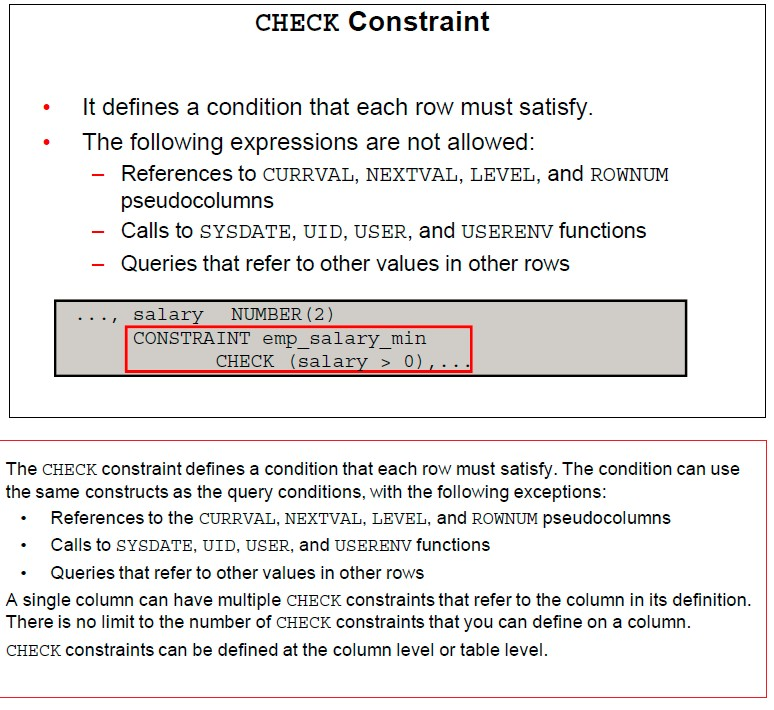 CHECK Constraint
• It defines a condition that each row must satisfy.
• The following expressions are not allowed:
– References to CURRVAL, NEXTVAL, LEVEL, and ROWNUM
pseudocolumns
– Calls to SYSDATE, UID, USER, and USERENV functions
– Queries that refer to other values in other rows
..., salary NUMBER(2)
CONSTRAINT emp_salary_min
CHECK (salary > 0),...
The CHECK constraint defines a condition that each row must satisfy. The condition can use
the same constructs as the query conditions, with the following exceptions:
• References to the CURRVAL, NEXTVAL, LEVEL, and ROWNUM pseudocolumns
• Calls to SYSDATE, UID, USER, and USERENV functions
• Queries that refer to other values in other rows
A single column can have multiple CHECK constraints that refer to the column in its definition.
There is no limit to the number of CHECK constraints that you can define on a column.
CHECK constraints can be defined at the column level or table level.